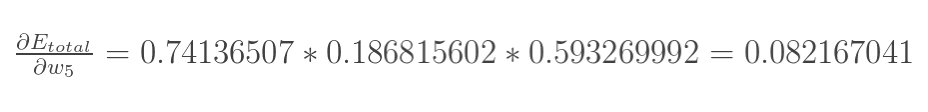 ∂E_total/∂w_5 = 0.74136507 * 0.186815602 * 0.593269992 = 0.082167041